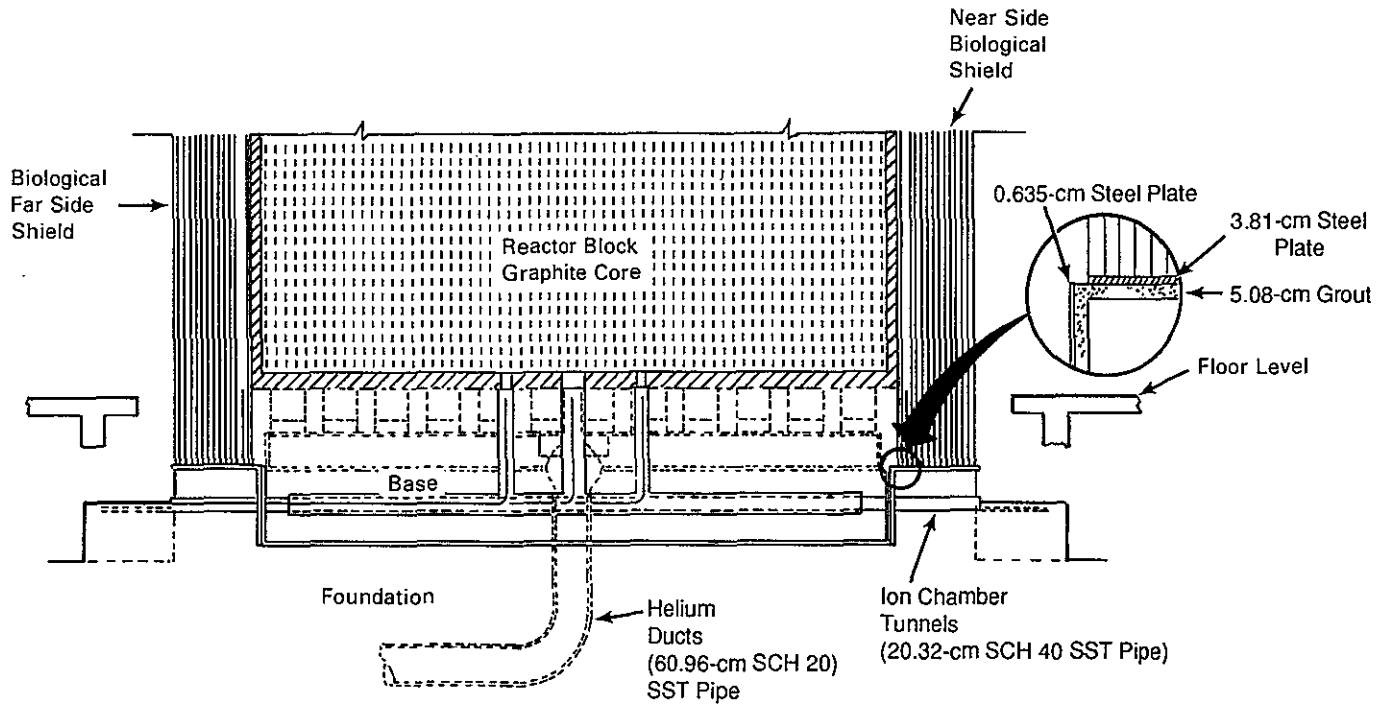 Near Side
Biological
Shield
Biological
Far Side
Shield
0.635-cm Steel Plate
3.81-cm Steel
Plate
Reactor Block
Graphite Core
5.08-cm Grout
Floor Level
Base
Foundation
Helium
Ducts
(60.96-cm SCH 20)
SST Pipe
Ion Chamber
Tunnels
(20.32-cm SCH 40 SST Pipe)